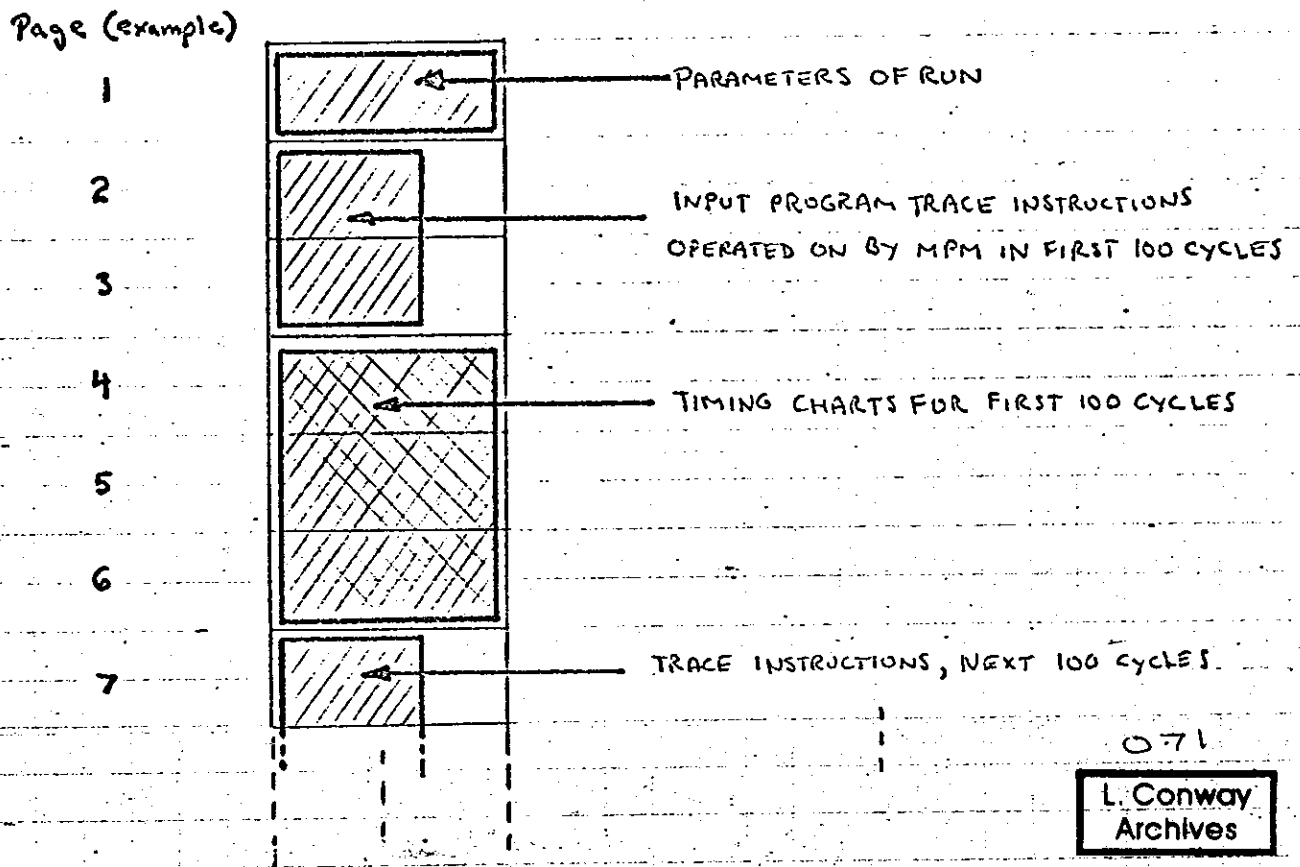 Page (example)
1
PARAMETERS OF RUN
2
INPUT PROGRAM TRACE INSTRUCTIONS
OPERATED ON BY MPM IN FIRST 100 CYCLES
3
4
TIMING CHARTS FOR FIRST 100 CYCLES
5
6
7
TRACE INSTRUCTIONS, NEXT 100 CYCLES.
071
L. Conway
Archives